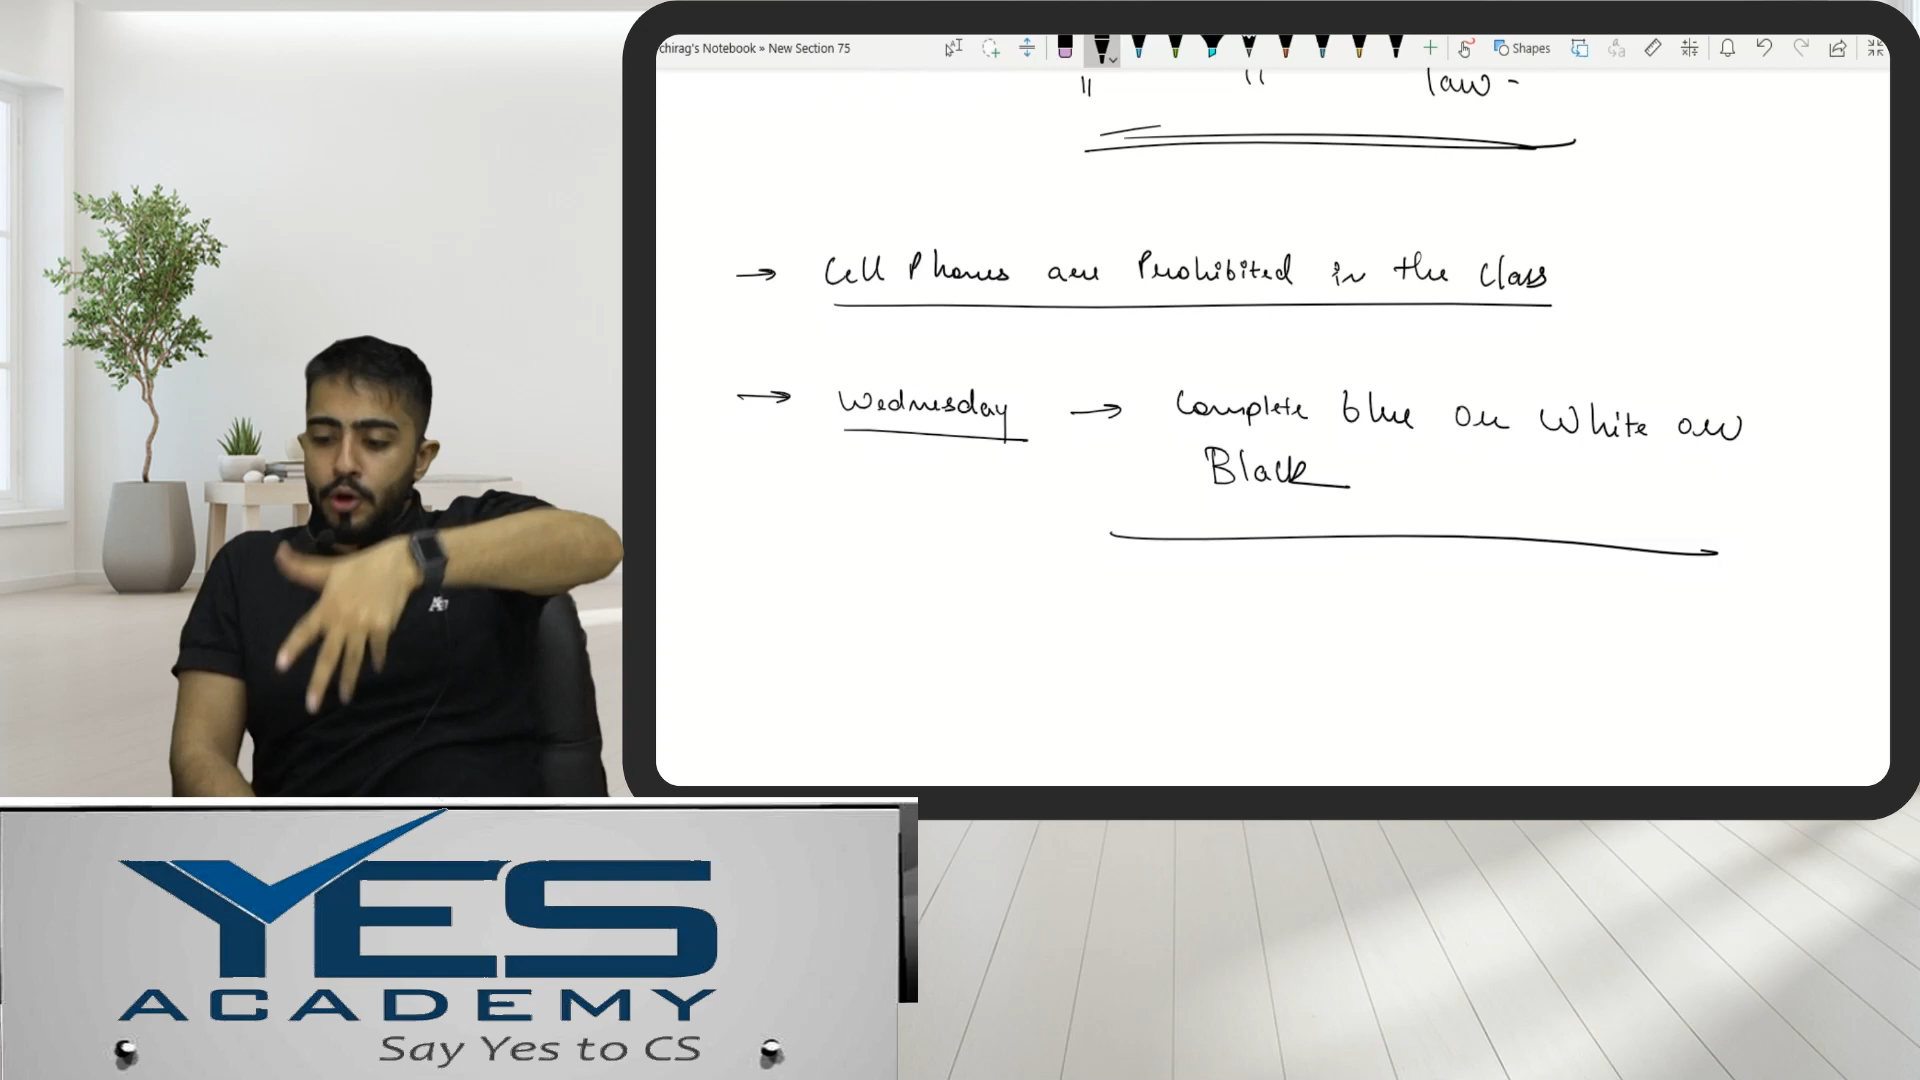 chirag's Notebook » New Section 75
Shapes
" " law -
→ Cell Phones are Prohibited in the Class
→ Wednesday → Complete blue or White or
Black
YES
ACADEMY
Say Yes to CS